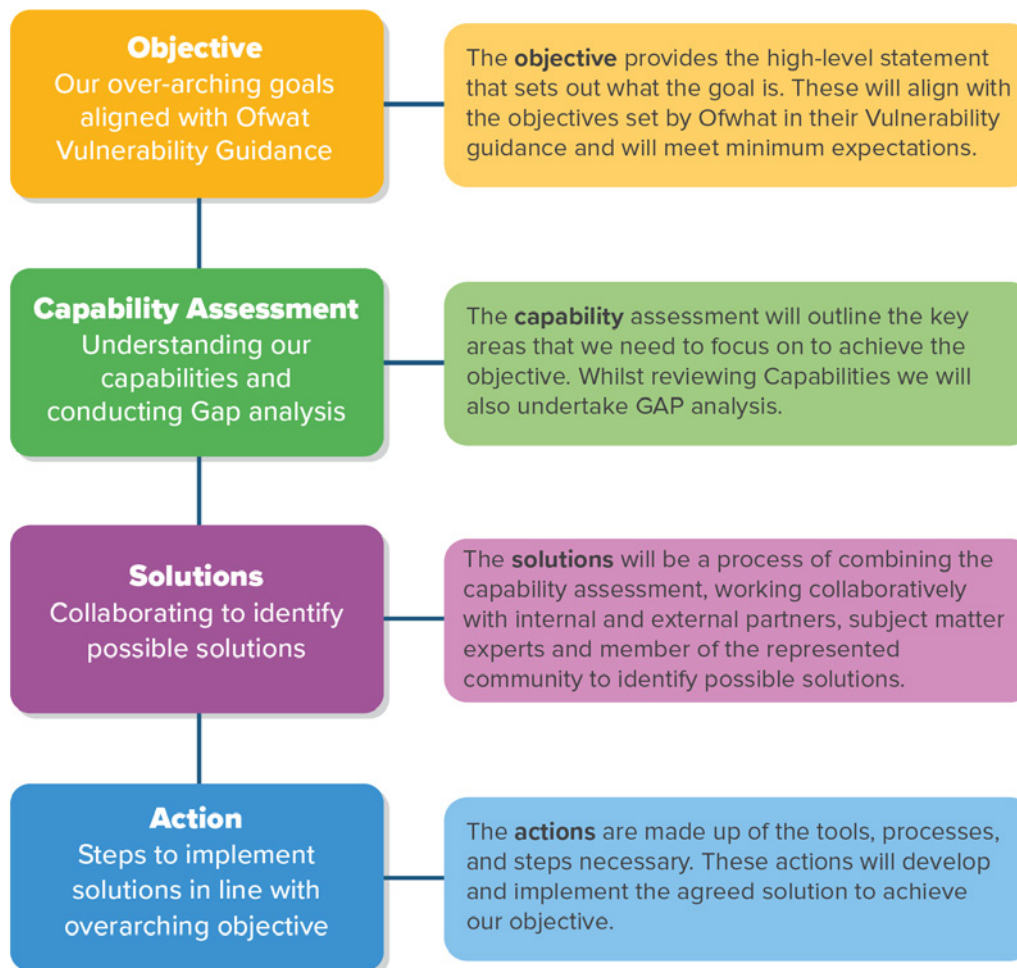 Objective
Our over-arching goals
aligned with Ofwat
Vulnerability Guidance
The objective provides the high-level statement
that sets out what the goal is. These will align with
the objectives set by Ofwhat in their Vulnerability
guidance and will meet minimum expectations.
Capability Assessment
Understanding our
capabilities and
conducting Gap analysis
The capability assessment will outline the key
areas that we need to focus on to achieve the
objective. Whilst reviewing Capabilities we will
also undertake GAP analysis.
Solutions
Collaborating to identify
possible solutions
The solutions will be a process of combining the
capability assessment, working collaboratively
with internal and external partners, subject matter
experts and member of the represented
community to identify possible solutions.
Action
Steps to implement
solutions in line with
overarching objective
The actions are made up of the tools, processes,
and steps necessary. These actions will develop
and implement the agreed solution to achieve
our objective.